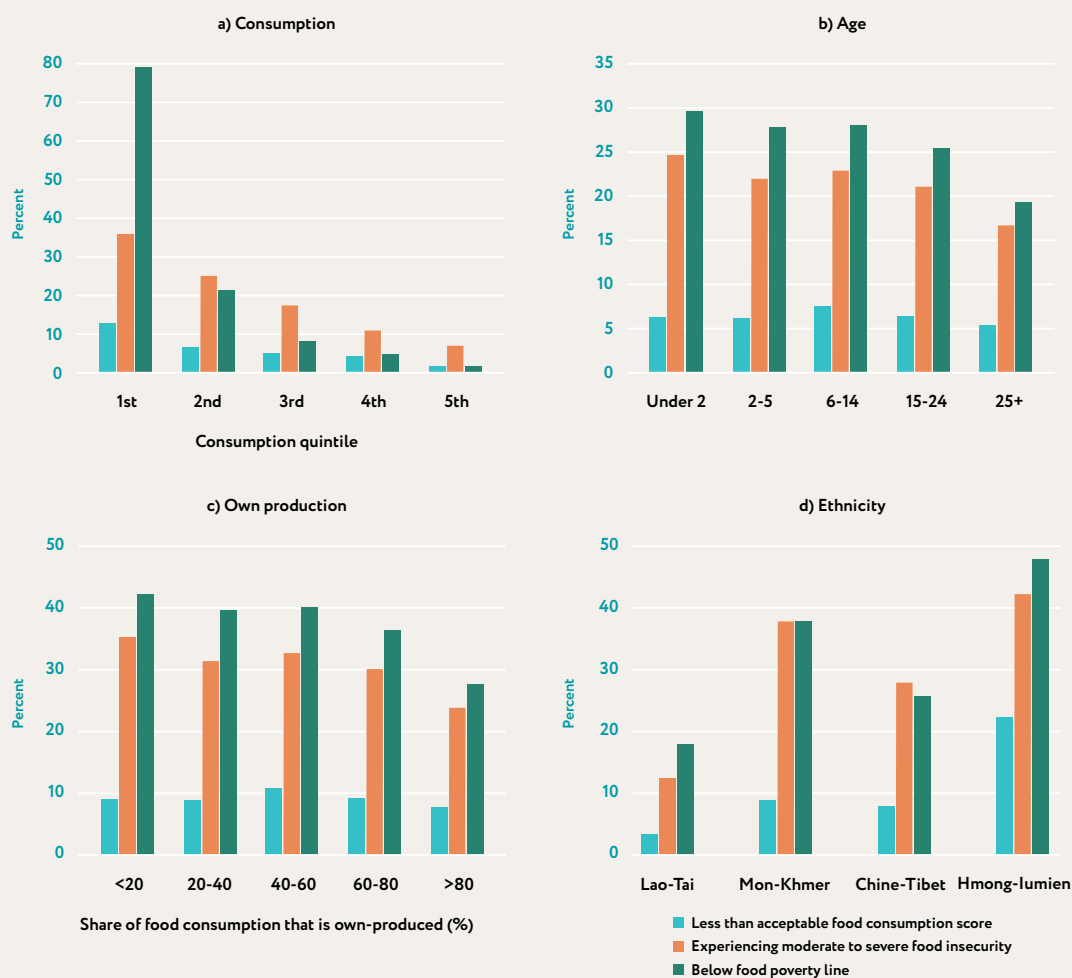 a) Consumption
80
70
60
50
40
30
20
10
0
Percent
1st 2nd 3rd 4th 5th
Consumption quintile
b) Age
35
30
25
20
15
10
5
0
Percent
Under 2 2-5 6-14 15-24 25+
c) Own production
50
40
30
20
10
0
Percent
<20 20-40 40-60 60-80 >80
Share of food consumption that is own-produced (%)
d) Ethnicity
50
40
30
20
10
0
Percent
Lao-Tai Mon-Khmer Chine-Tibet Hmong-Iumien
Less than acceptable food consumption score
Experiencing moderate to severe food insecurity
Below food poverty line